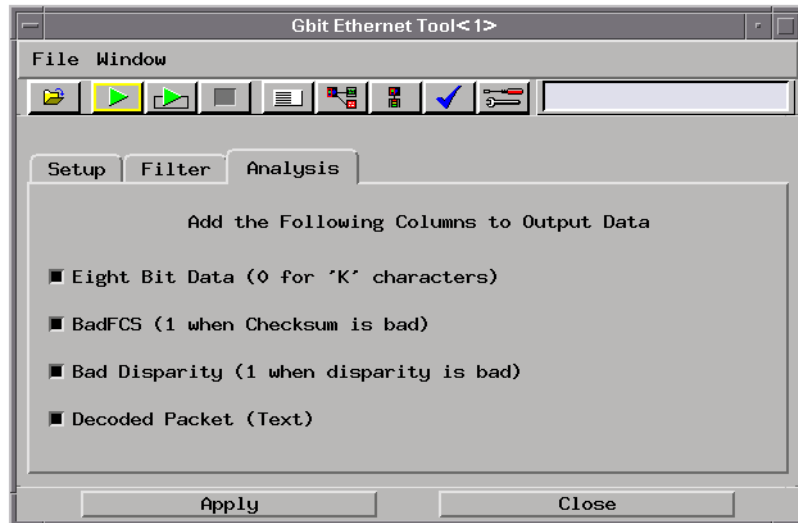 Gbit Ethernet Tool<1>
File Window
Setup Filter Analysis
Add the Following Columns to Output Data
Eight Bit Data (0 for 'K' characters)
BadFCS (1 when Checksum is bad)
Bad Disparity (1 when disparity is bad)
Decoded Packet (Text)
Apply Close